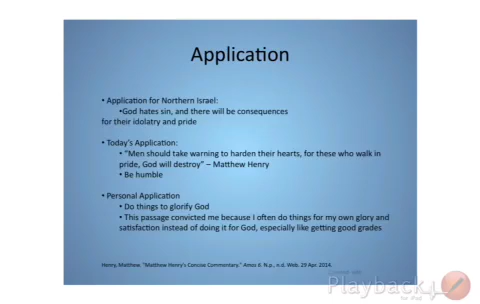 Application
• Application for Northern Israel:
•God hates sin, and there will be consequences
for their idolatry and pride
• Today's Application:
• "Men should take warning to harden their hearts, for these who walk in
pride, God will destroy" – Matthew Henry
• Be humble
• Personal Application
• Do things to glorify God
• This passage convicted me because I often do things for my own glory and
satisfaction instead of doing it for God, especially like getting good grades
Henry, Matthew. "Matthew Henry's Concise Commentary." Amos 6. N.p., n.d. Web. 29 Apr. 2014.
Playback
for iPad